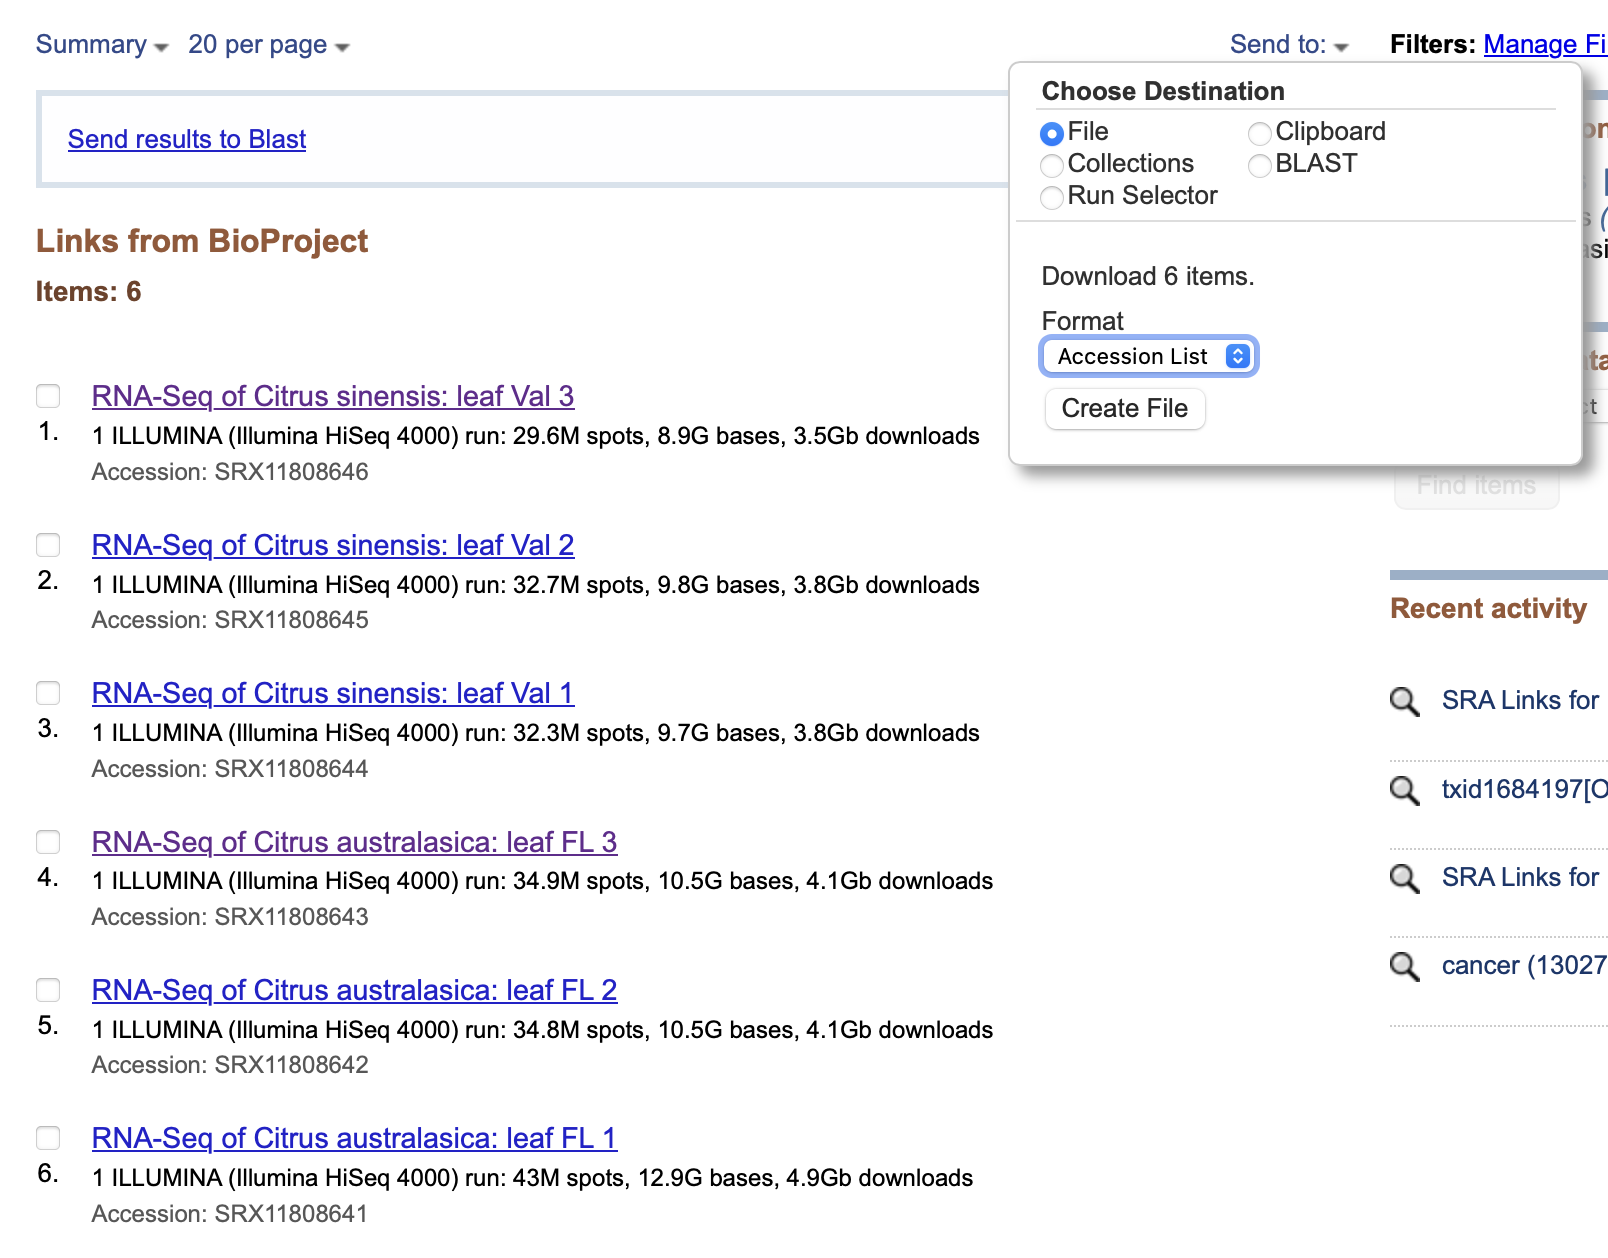 Summary 20 per page Send to: Filters: Manage Fi
Send results to Blast
Choose Destination
File Clipboard
Collections BLAST
Run Selector
Download 6 items.
Format
Accession List
Create File
Find items
Links from BioProject
Items: 6
RNA-Seq of Citrus sinensis: leaf Val 3
1. 1 ILLUMINA (Illumina HiSeq 4000) run: 29.6M spots, 8.9G bases, 3.5Gb downloads
Accession: SRX11808646
RNA-Seq of Citrus sinensis: leaf Val 2
2. 1 ILLUMINA (Illumina HiSeq 4000) run: 32.7M spots, 9.8G bases, 3.8Gb downloads
Accession: SRX11808645
RNA-Seq of Citrus sinensis: leaf Val 1
3. 1 ILLUMINA (Illumina HiSeq 4000) run: 32.3M spots, 9.7G bases, 3.8Gb downloads
Accession: SRX11808644
RNA-Seq of Citrus australasica: leaf FL 3
4. 1 ILLUMINA (Illumina HiSeq 4000) run: 34.9M spots, 10.5G bases, 4.1Gb downloads
Accession: SRX11808643
RNA-Seq of Citrus australasica: leaf FL 2
5. 1 ILLUMINA (Illumina HiSeq 4000) run: 34.8M spots, 10.5G bases, 4.1Gb downloads
Accession: SRX11808642
RNA-Seq of Citrus australasica: leaf FL 1
6. 1 ILLUMINA (Illumina HiSeq 4000) run: 43M spots, 12.9G bases, 4.9Gb downloads
Accession: SRX11808641
Recent activity
SRA Links for
txid1684197[O
SRA Links for
cancer (13027